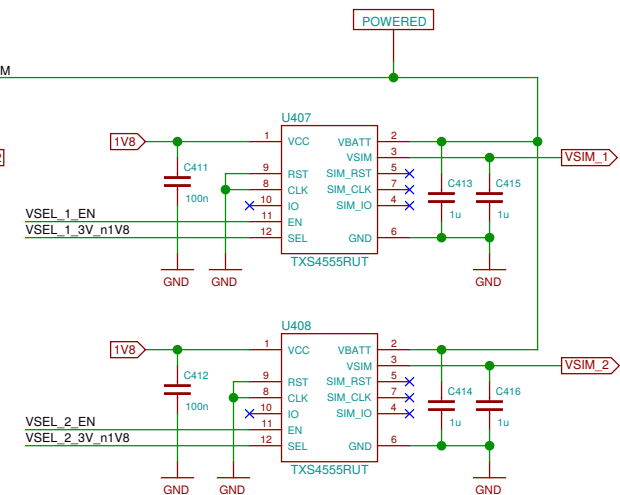 POWERED
M
U407
1V8
1 VCC VBATT 2
VSIM 3
VSIM_1
C411
100n
9 RST SIM_RST 5
8 CLK SIM_CLK 7
10 IO SIM_IO 4
C413 C415
1u 1u
VSEL_1_EN
11 EN
VSEL_1_3V_n1V8
12 SEL GND 6
TXS4555RUT
GND GND GND
U408
1V8
1 VCC VBATT 2
VSIM 3
VSIM_2
C412
100n
9 RST SIM_RST 5
8 CLK SIM_CLK 7
10 IO SIM_IO 4
C414 C416
1u 1u
VSEL_2_EN
11 EN
VSEL_2_3V_n1V8
12 SEL GND 6
TXS4555RUT
GND GND GND